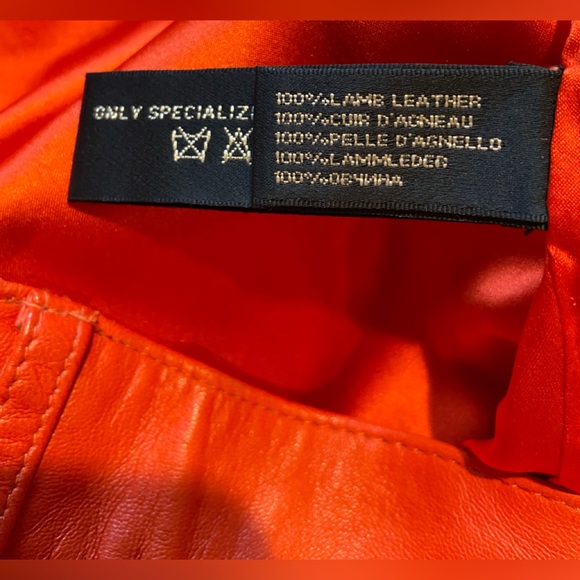 ONLY SPECIALIZ
100%LAMB LEATHER
100%CUIR D'AGNEAU
100%PELLE D'AGNELLO
100%LAMMLEDER
100%ОВЧИНА